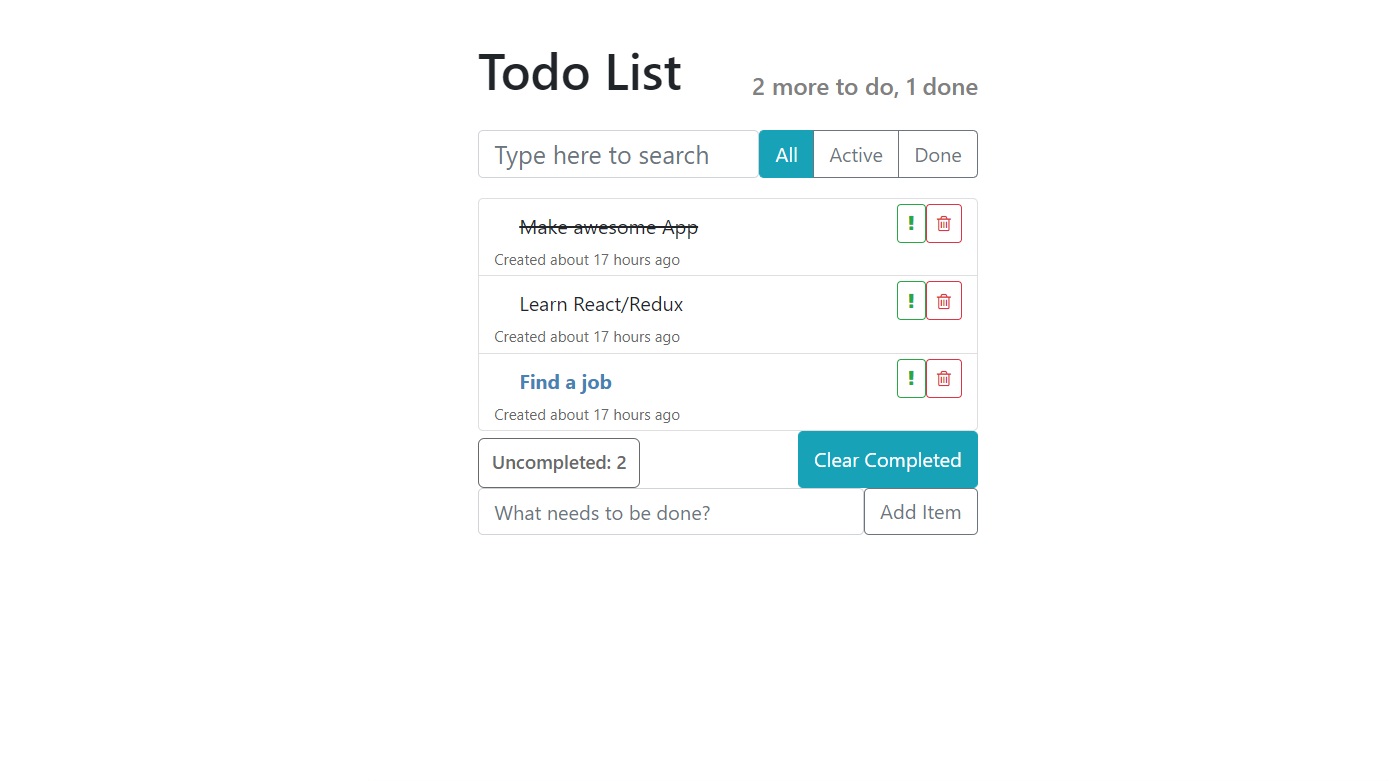 Todo List
2 more to do, 1 done
Type here to search
All
Active
Done
Make awesome App
!
Created about 17 hours ago
Learn React/Redux
!
Created about 17 hours ago
Find a job
!
Created about 17 hours ago
Uncompleted: 2
Clear Completed
What needs to be done?
Add Item